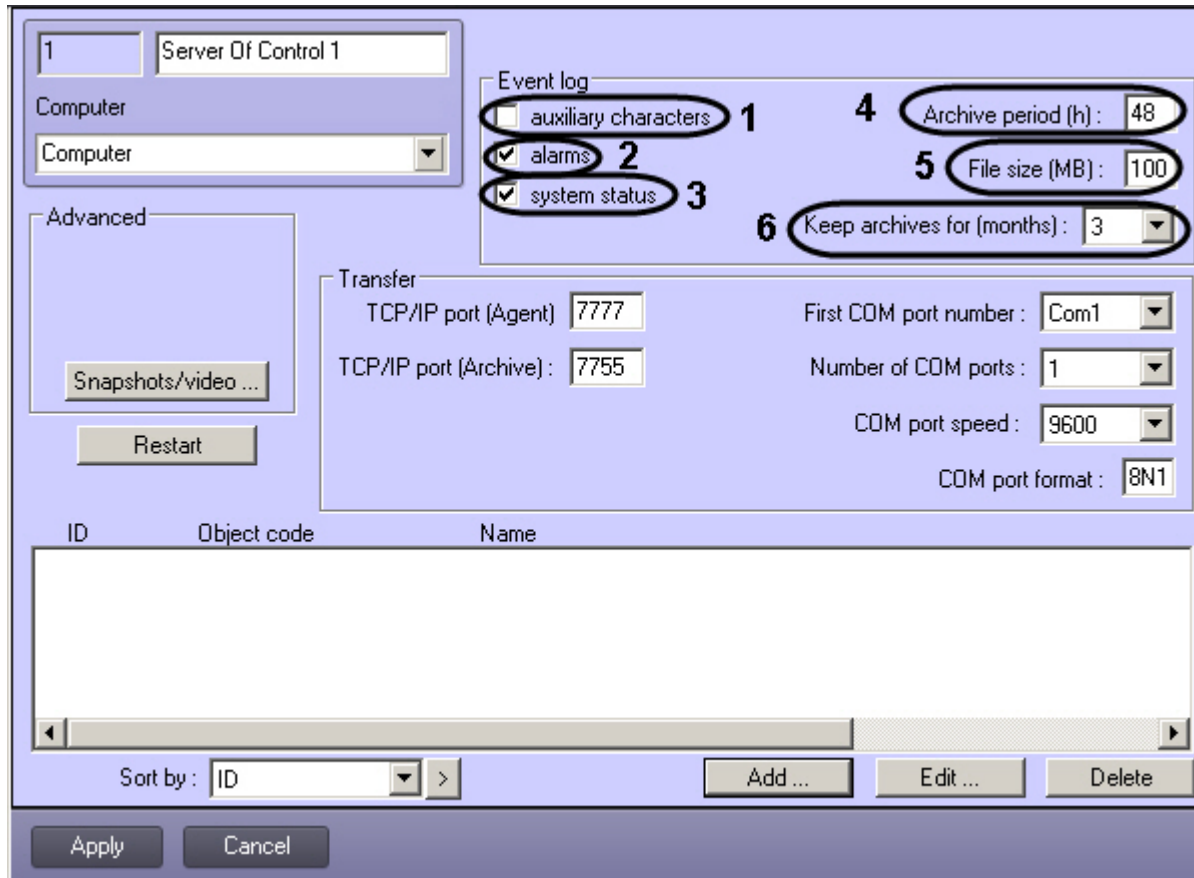 1
Server Of Control 1
Computer
Computer
Event log
auxiliary characters 1
alarms 2
system status 3
4 Archive period (h) : 48
5 File size (MB) : 100
6 Keep archives for (months) : 3
Advanced
Snapshots/video ...
Restart
Transfer
TCP/IP port (Agent) 7777
TCP/IP port (Archive) : 7755
First COM port number : Com1
Number of COM ports : 1
COM port speed : 9600
COM port format : 8N1
ID Object code Name
Sort by : ID >
Add ... Edit ... Delete
Apply Cancel